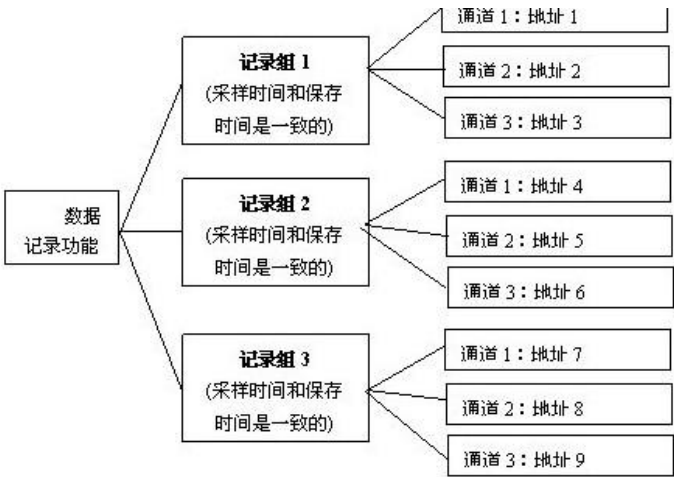 数据
记录功能
记录组 1
(采样时间和保存
时间是一致的)
通道 1：地址 1
通道 2：地址 2
通道 3：地址 3
记录组 2
(采样时间和保存
时间是一致的)
通道 1：地址 4
通道 2：地址 5
通道 3：地址 6
记录组 3
(采样时间和保存
时间是一致的)
通道 1：地址 7
通道 2：地址 8
通道 3：地址 9